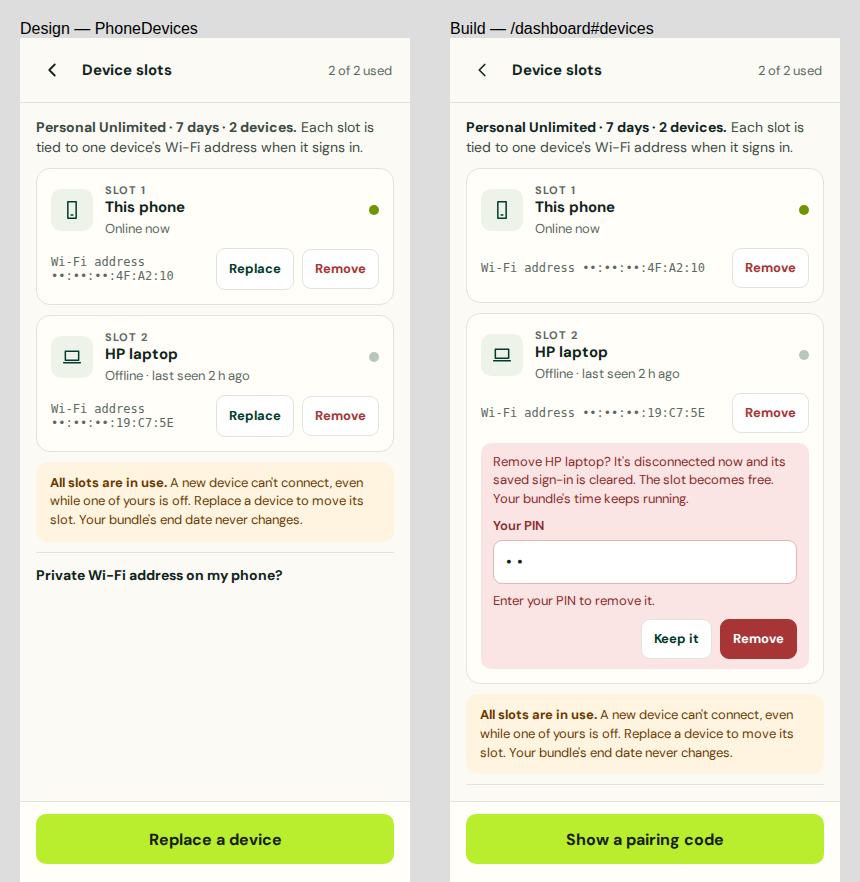 Design — PhoneDevices
Device slots
2 of 2 used
Personal Unlimited · 7 days · 2 devices. Each slot is
tied to one device's Wi-Fi address when it signs in.
SLOT 1
This phone
Online now
Wi-Fi address
••:••:••:4F:A2:10
Replace
Remove
SLOT 2
HP laptop
Offline · last seen 2 h ago
Wi-Fi address
••:••:••:19:C7:5E
Replace
Remove
All slots are in use. A new device can't connect, even
while one of yours is off. Replace a device to move its
slot. Your bundle's end date never changes.
Private Wi-Fi address on my phone?
Replace a device
Build — /dashboard#devices
Device slots
2 of 2 used
Personal Unlimited · 7 days · 2 devices. Each slot is
tied to one device's Wi-Fi address when it signs in.
SLOT 1
This phone
Online now
Wi-Fi address ••:••:••:4F:A2:10
Remove
SLOT 2
HP laptop
Offline · last seen 2 h ago
Wi-Fi address ••:••:••:19:C7:5E
Remove
Remove HP laptop? It's disconnected now and its
saved sign-in is cleared. The slot becomes free.
Your bundle's time keeps running.
Your PIN
••
Enter your PIN to remove it.
Keep it
Remove
All slots are in use. A new device can't connect, even
while one of yours is off. Replace a device to move its
slot. Your bundle's end date never changes.
Show a pairing code